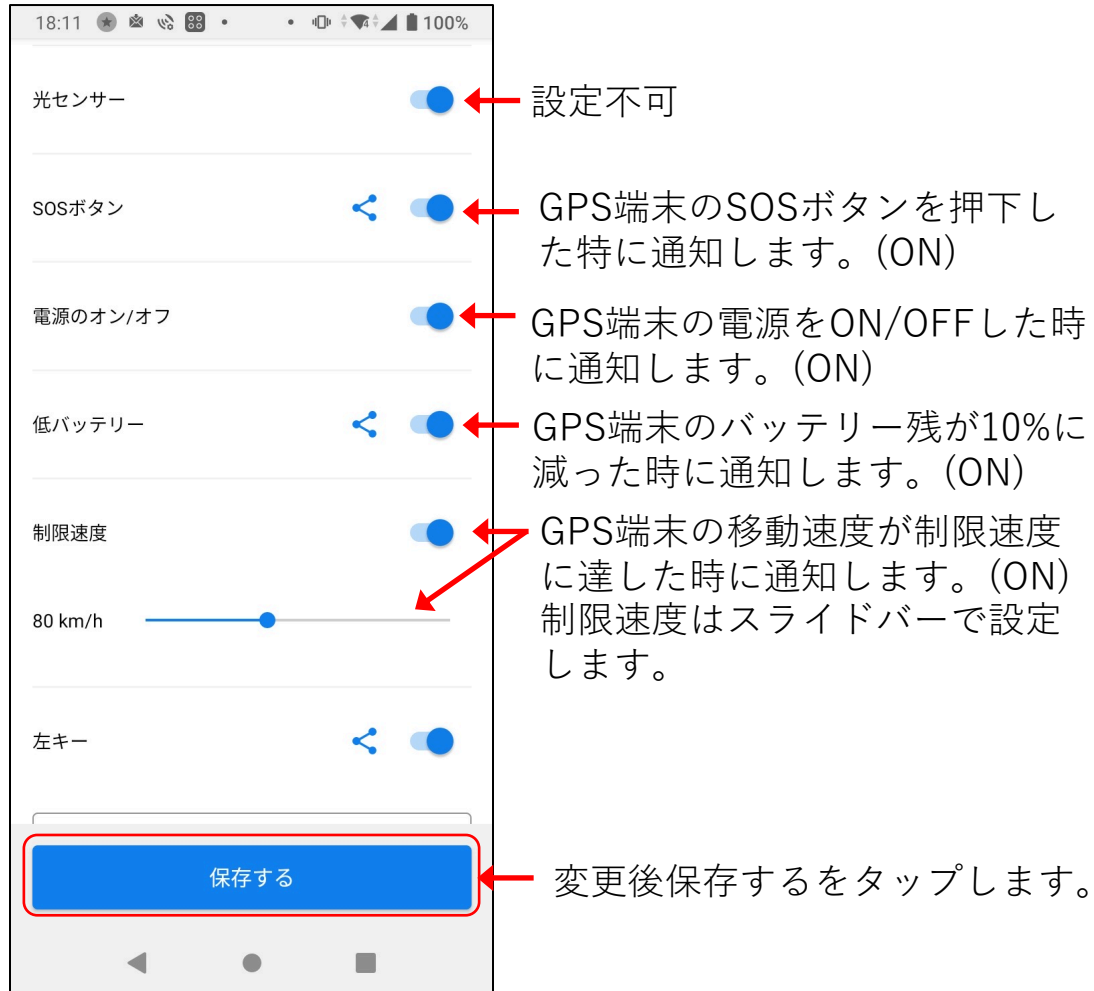 18:11
100%
光センサー
設定不可
SOSボタン
GPS端末のSOSボタンを押下し
た特に通知します。(ON)
電源のオン/オフ
GPS端末の電源をON/OFFした時
に通知します。(ON)
低バッテリー
GPS端末のバッテリー残が10%に
減った時に通知します。(ON)
制限速度
GPS端末の移動速度が制限速度
に達した時に通知します。(ON)
制限速度はスライドバーで設定
します。
80 km/h
左キー
保存する
変更後保存するをタップします。